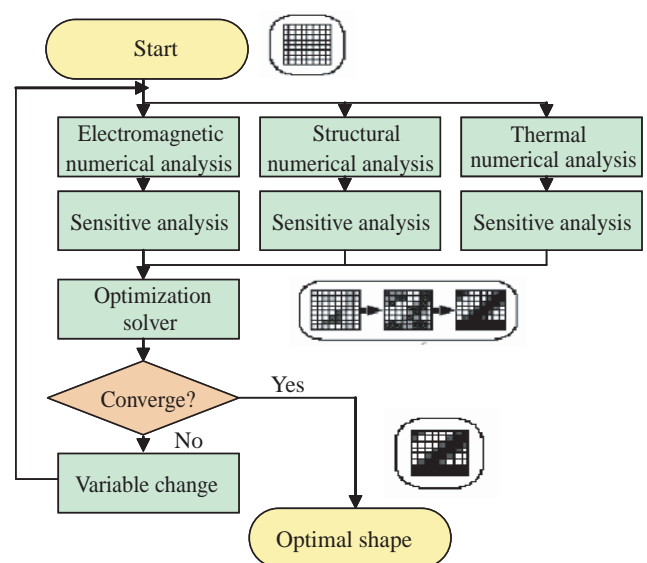 Start
Electromagnetic
numerical analysis
Structural
numerical analysis
Thermal
numerical analysis
Sensitive analysis
Sensitive analysis
Sensitive analysis
Optimization
solver
Converge?
Yes
No
Variable change
Optimal shape